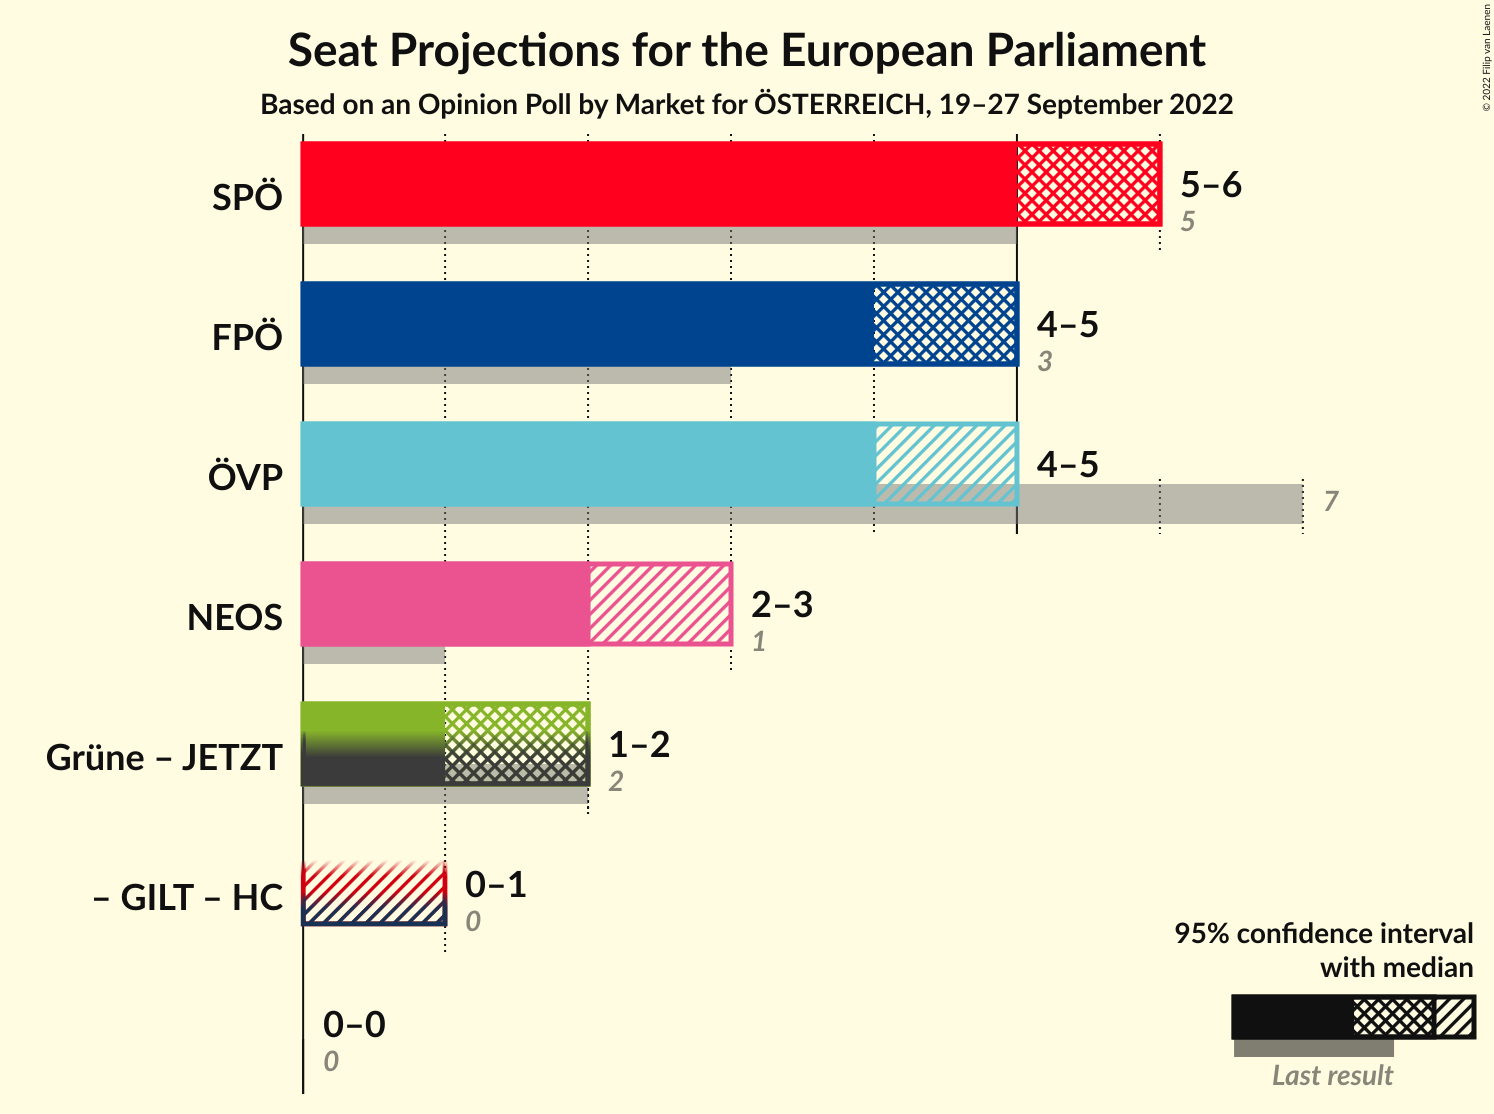 Seat Projections for the European Parliament
Based on an Opinion Poll by Market for ÖSTERREICH, 19–27 September 2022
© 2022 Filip van Laenen
SPÖ
5–6
5
FPÖ
4–5
3
ÖVP
4–5
7
NEOS
2–3
1
Grüne – JETZT
1–2
2
– GILT – HC
0–1
0
0–0
0
95% confidence interval
with median
Last result